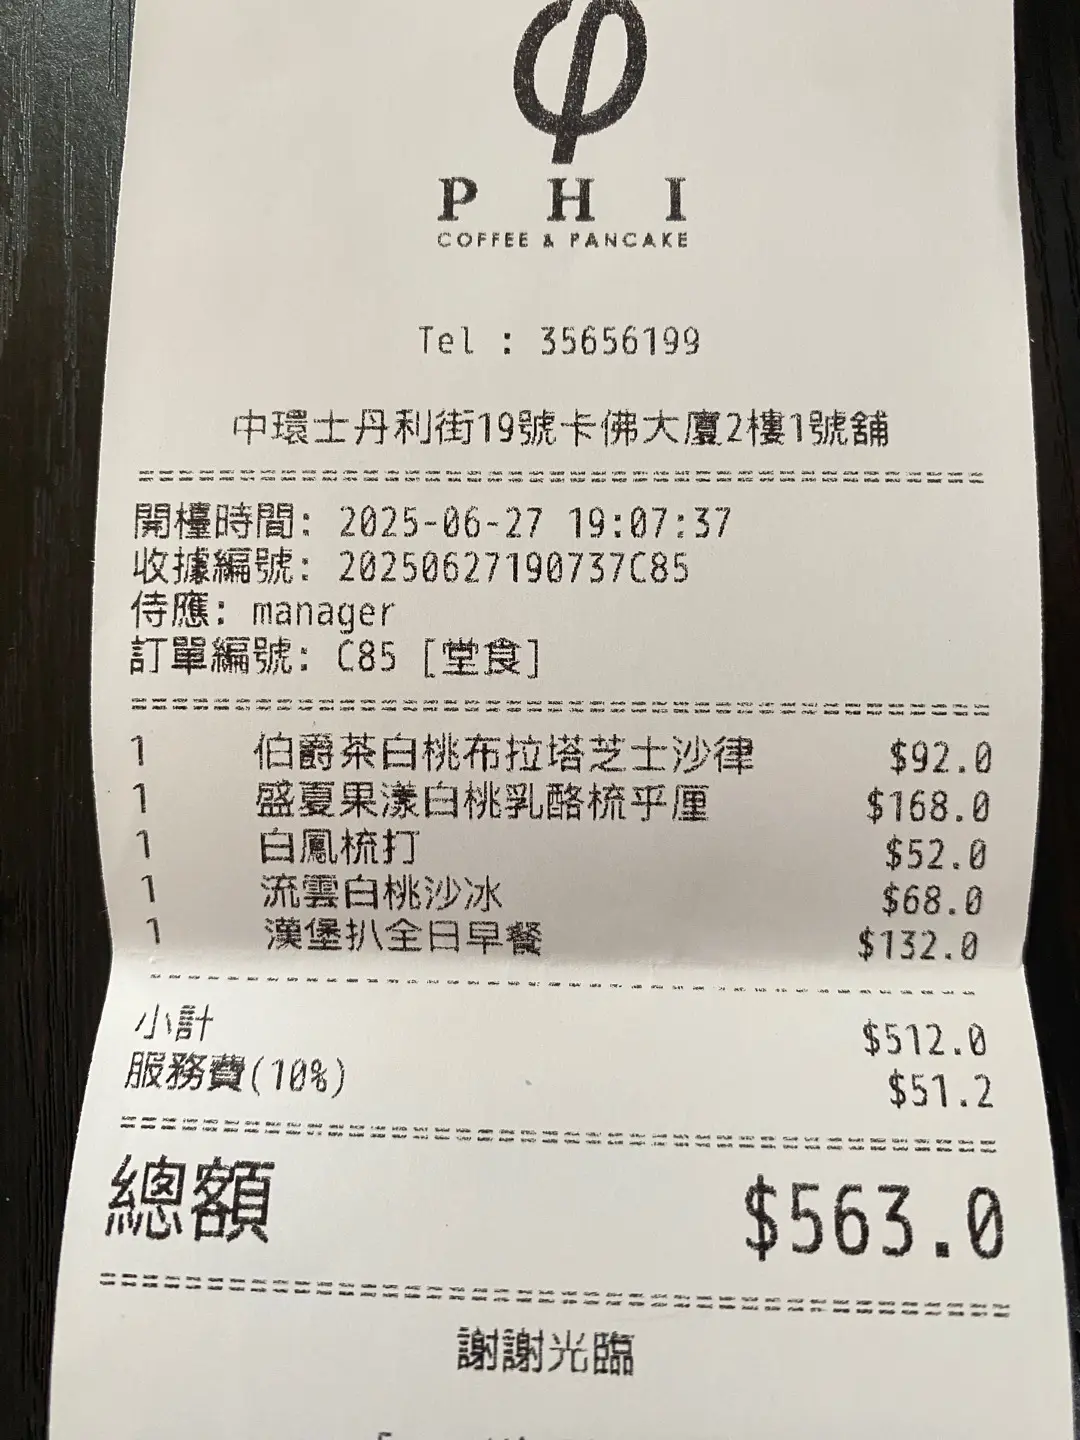 φ
PHI
COFFEE & PANCAKE
Tel : 35656199
中環士丹利街19號卡佛大廈2樓1號舖
開檯時間: 2025-06-27 19:07:37
收據編號: 20250627190737C85
侍應: manager
訂單編號: C85 [堂食]
1 伯爵茶白桃布拉塔芝士沙律 $92.0
1 盛夏果漾白桃乳酪梳乎厘 $168.0
1 白鳳梳打 $52.0
1 流雲白桃沙冰 $68.0
1 漢堡扒全日早餐 $132.0
小計 $512.0
服務費(10%) $51.2
總額 $563.0
謝謝光臨